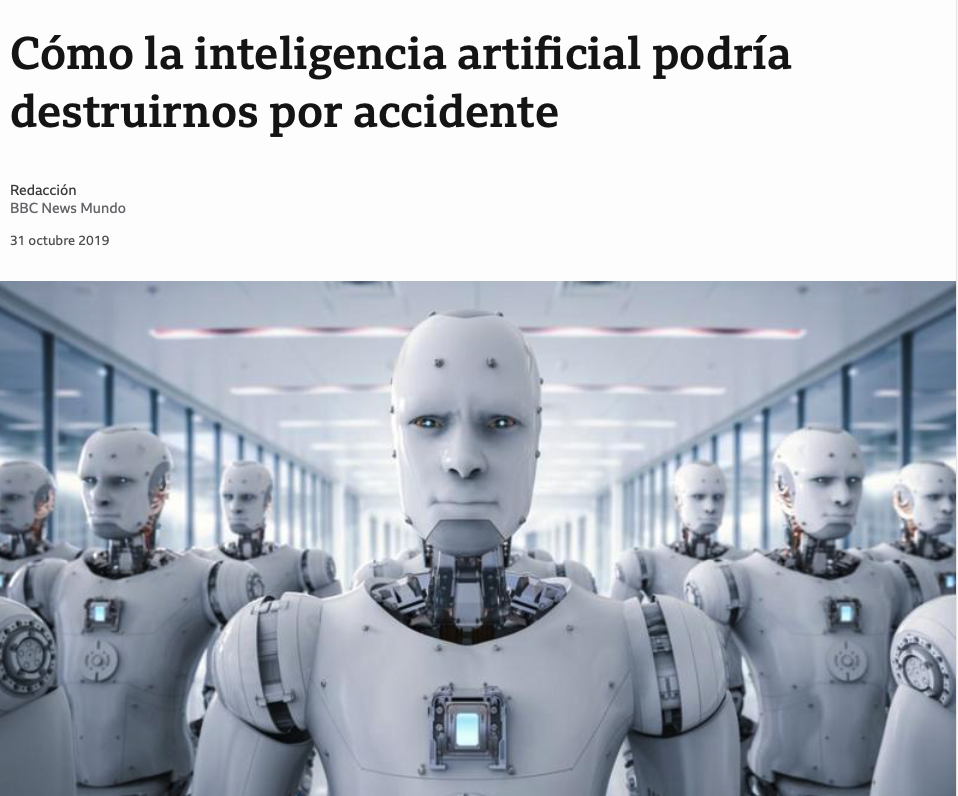 Cómo la inteligencia artificial podría
destruirnos por accidente
Redacción
BBC News Mundo
31 octubre 2019